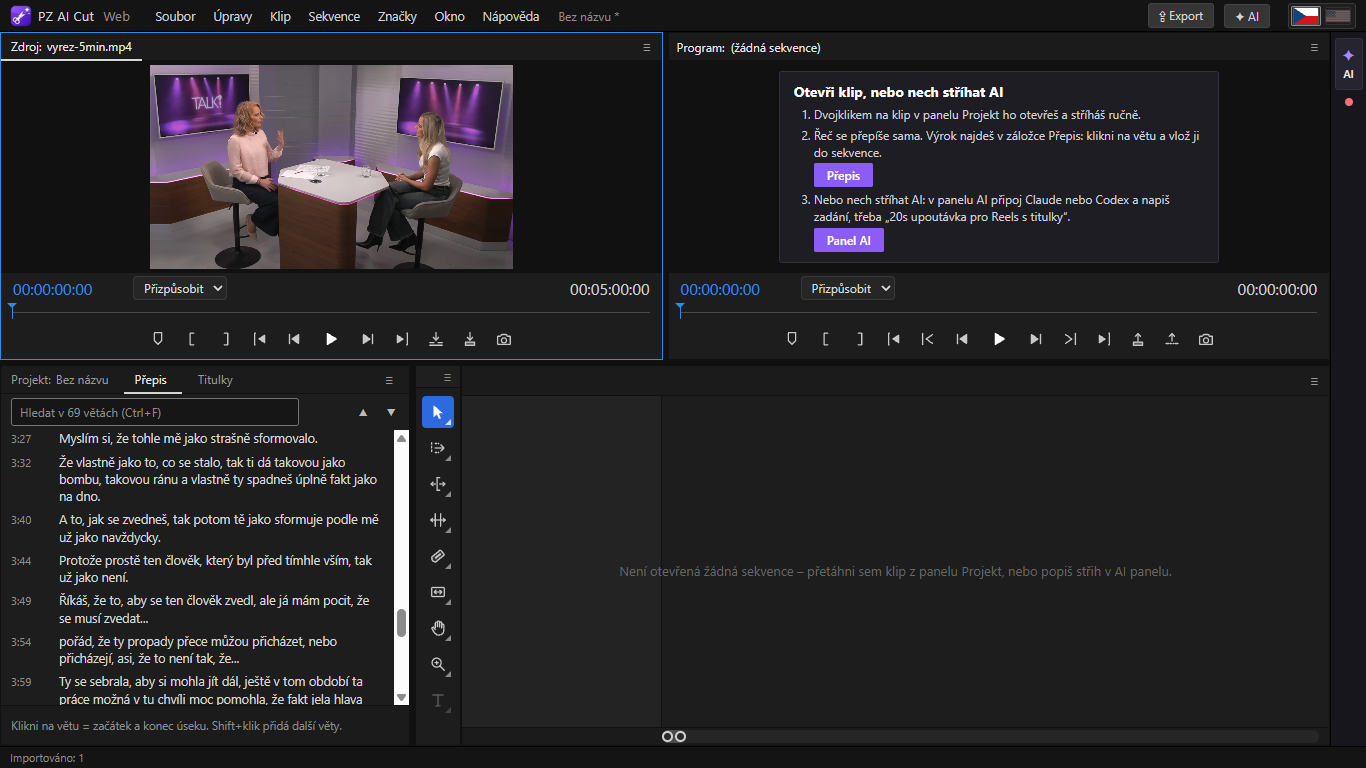 PZ AI Cut Web Soubor Úpravy Klip Sekvence Značky Okno Nápověda Bez názvu * Export AI
Zdroj: vyrez-5min.mp4
TALK
00:00:00:00 Přizpůsobit 00:05:00:00
Program: (žádná sekvence)
Otevři klip, nebo nech stříhat AI
1. Dvojklikem na klip v panelu Projekt ho otevřeš a stříháš ručně.
2. Řeč se přepíše sama. Výrok najdeš v záložce Přepis: klikni na větu a vlož ji
do sekvence.
Přepis
3. Nebo nech stříhat AI: v panelu AI připoj Claude nebo Codex a napiš
zadání, třeba „20s upoutávka pro Reels s titulky“.
Panel AI
00:00:00:00 Přizpůsobit 00:00:00:00
AI
Projekt: Bez názvu Přepis Titulky
Hledat v 69 větách (Ctrl+F)
3:27 Myslím si, že tohle mě jako strašně sformovalo.
3:32 Že vlastně jako to, co se stalo, tak ti dá takovou jako
bombu, takovou ránu a vlastně ty spadneš úplně fakt jako
na dno.
3:40 A to, jak se zvedneš, tak potom tě jako sformuje podle mě
už jako navždycky.
3:44 Protože prostě ten člověk, který byl před tímhle vším, tak
už jako není.
3:49 Říkáš, že to, aby se ten člověk zvedl, ale já mám pocit, že
se musí zvedat...
3:54 pořád, že ty propady přece můžou přicházet, nebo
přicházejí, asi, že to není tak, že...
3:59 Ty se sebrala, aby si mohla jít dál, ještě v tom období ta
práce možná v tu chvíli moc pomohla, že fakt jela hlava
Klikni na větu = začátek a konec úseku. Shift+klik přidá další věty.
Není otevřená žádná sekvence – přetáhni sem klip z panelu Projekt, nebo popiš střih v AI panelu.
Importováno: 1